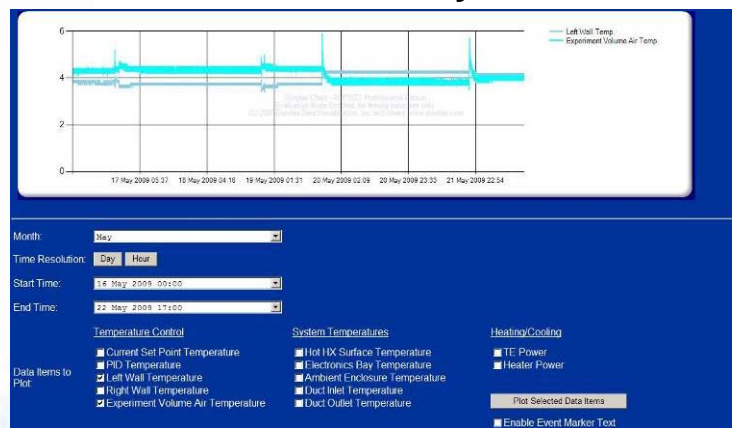 6
Left Wall Temp.
Experiment Volume Air Temp.
4
2
0
17 May 2009 05:37 18 May 2009 04:16 19 May 2009 01:31 20 May 2009 02:09 20 May 2009 23:33 21 May 2009 22:54
Month: May
Time Resolution: Day Hour
Start Time: 16 May 2009 00:00
End Time: 22 May 2009 17:00
Temperature Control System Temperatures Heating/Cooling
Current Set Point Temperature Hot HX Surface Temperature TE Power
PID Temperature Electronics Bay Temperature Heater Power
Data Items to Plot: Left Wall Temperature Ambient Enclosure Temperature
Right Wall Temperature Duct Inlet Temperature
Experiment Volume Air Temperature Duct Outlet Temperature Plot Selected Data Items
Enable Event Marker Text